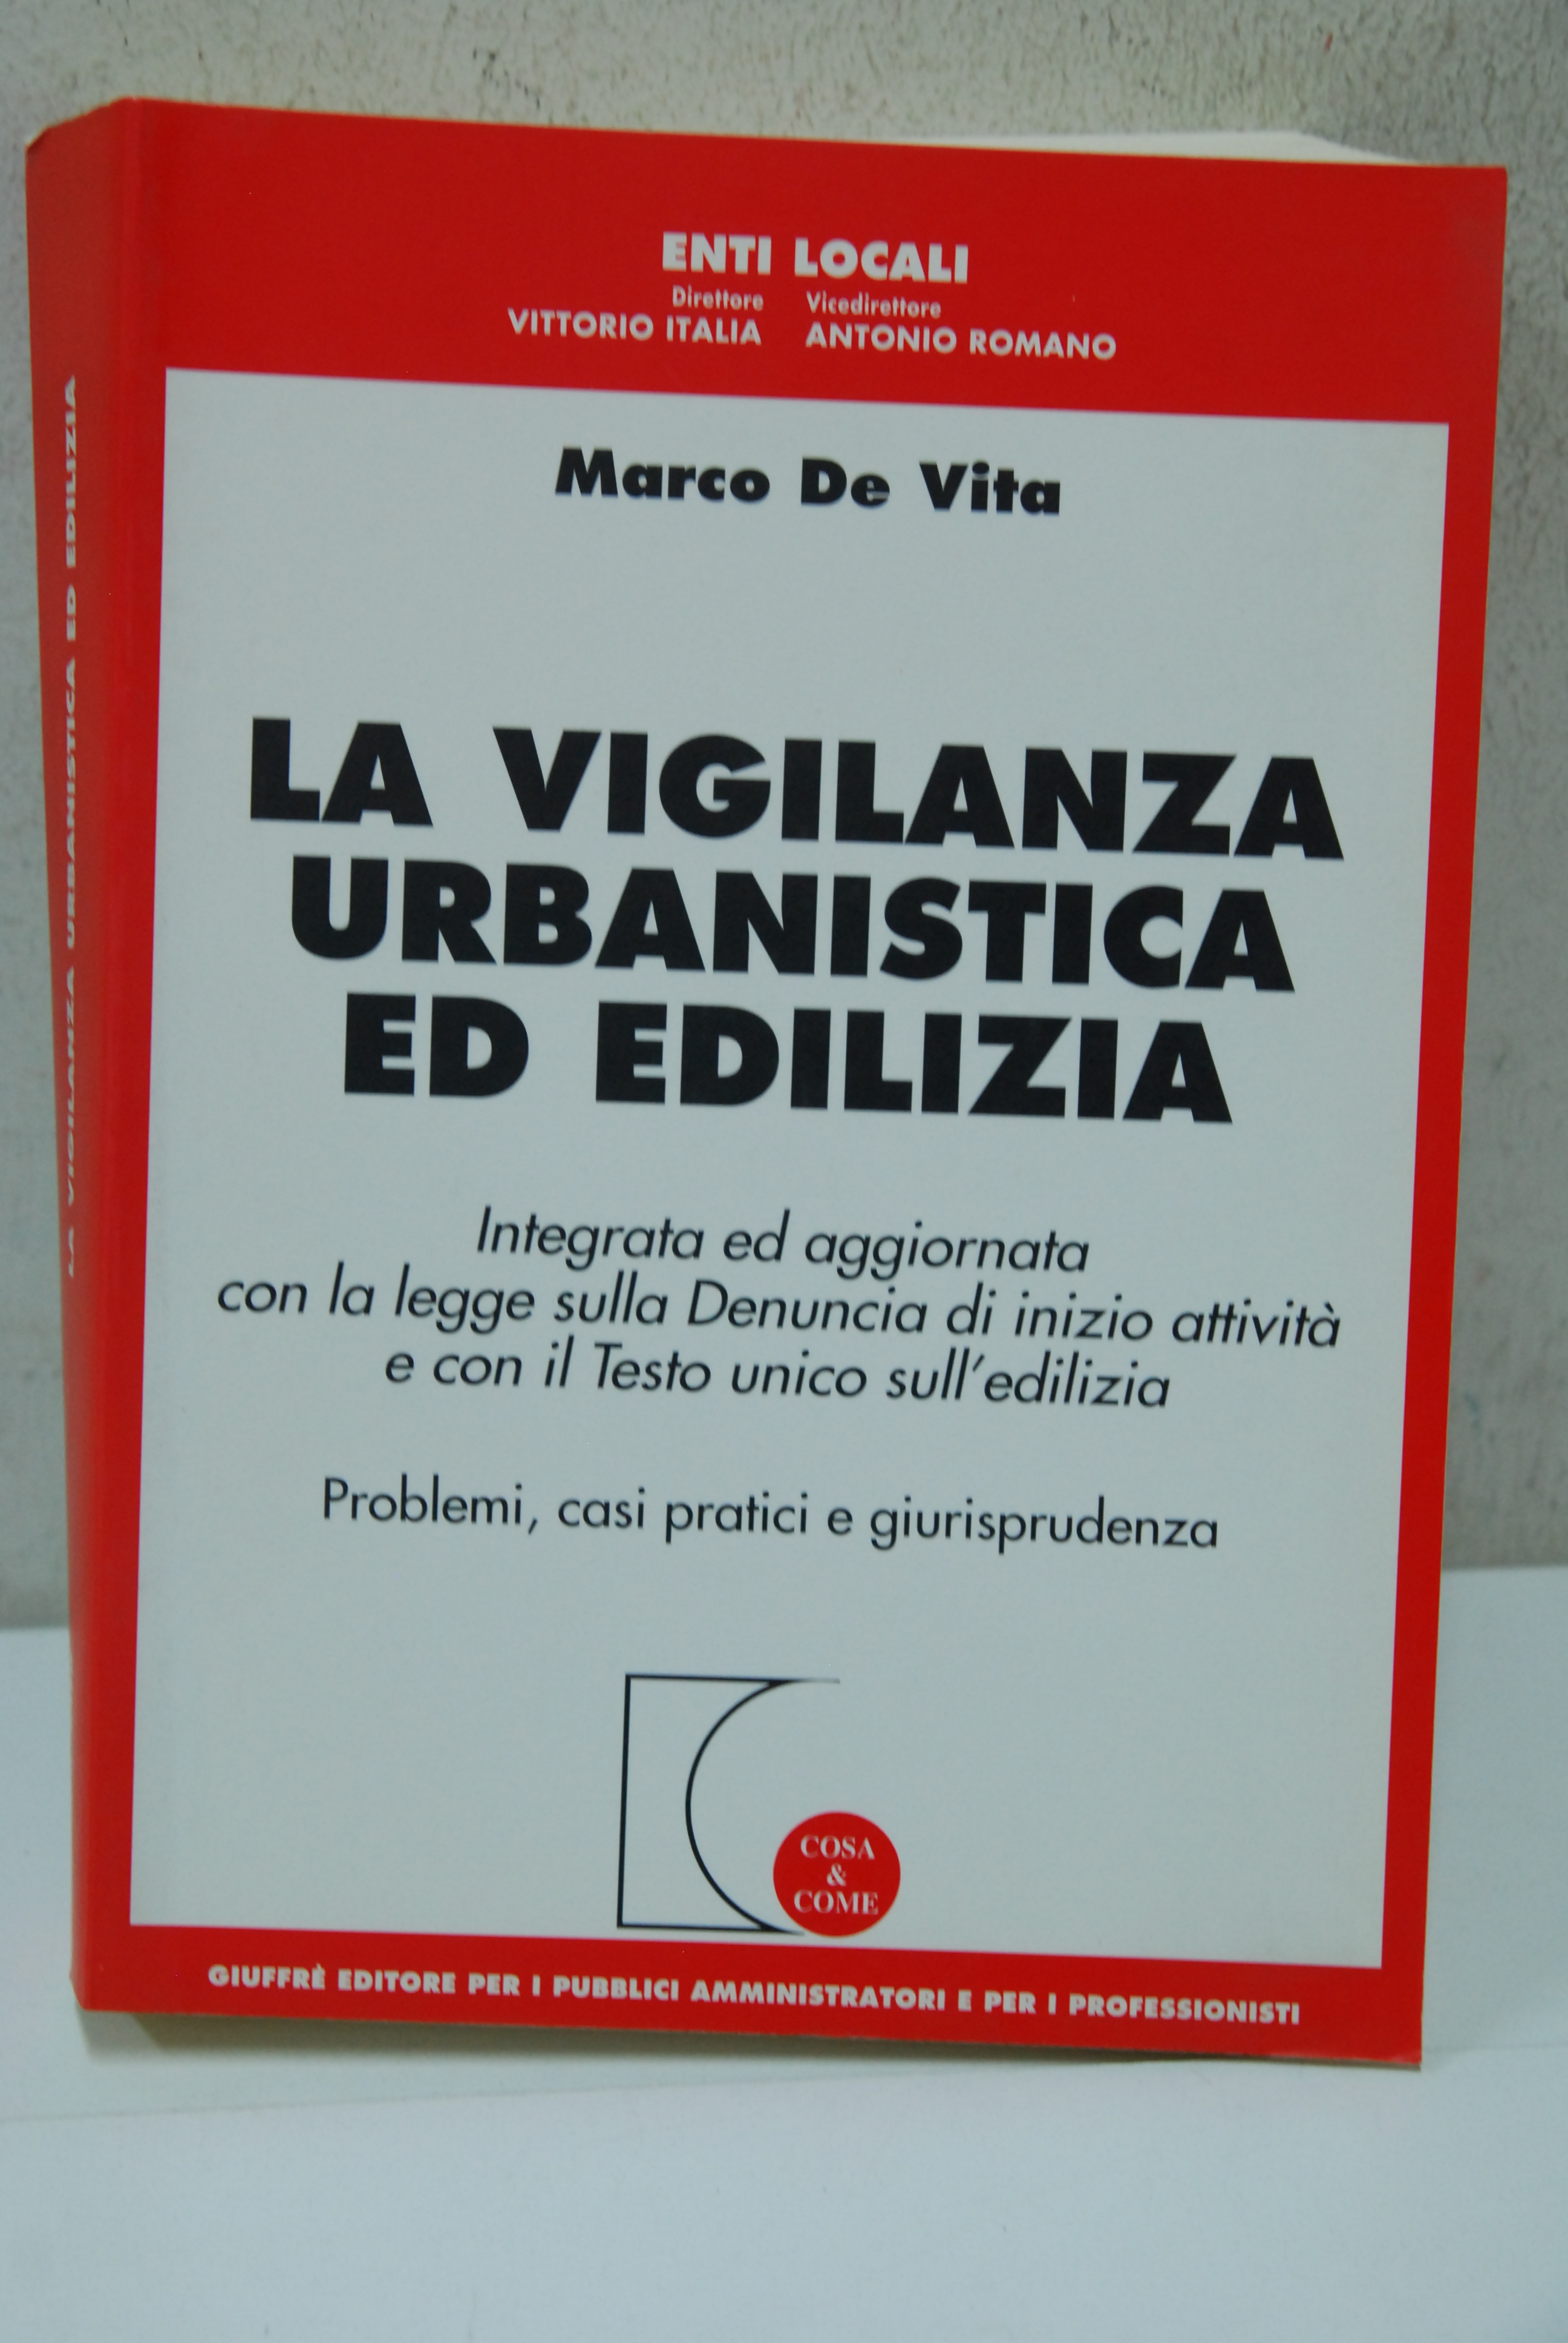 ENTI LOCALI
Direttore Vicedirettore
VITTORIO ITALIA ANTONIO ROMANO
Marco De Vita
LA VIGILANZA
URBANISTICA
ED EDILIZIA
Integrata ed aggiornata
con la legge sulla Denuncia di inizio attività
e con il Testo unico sull'edilizia
Problemi, casi pratici e giurisprudenza
COSA
&
COME
GIUFFRÈ EDITORE PER I PUBBLICI AMMINISTRATORI E PER I PROFESSIONISTI
LA VIGILANZA URBANISTICA ED EDILIZIA